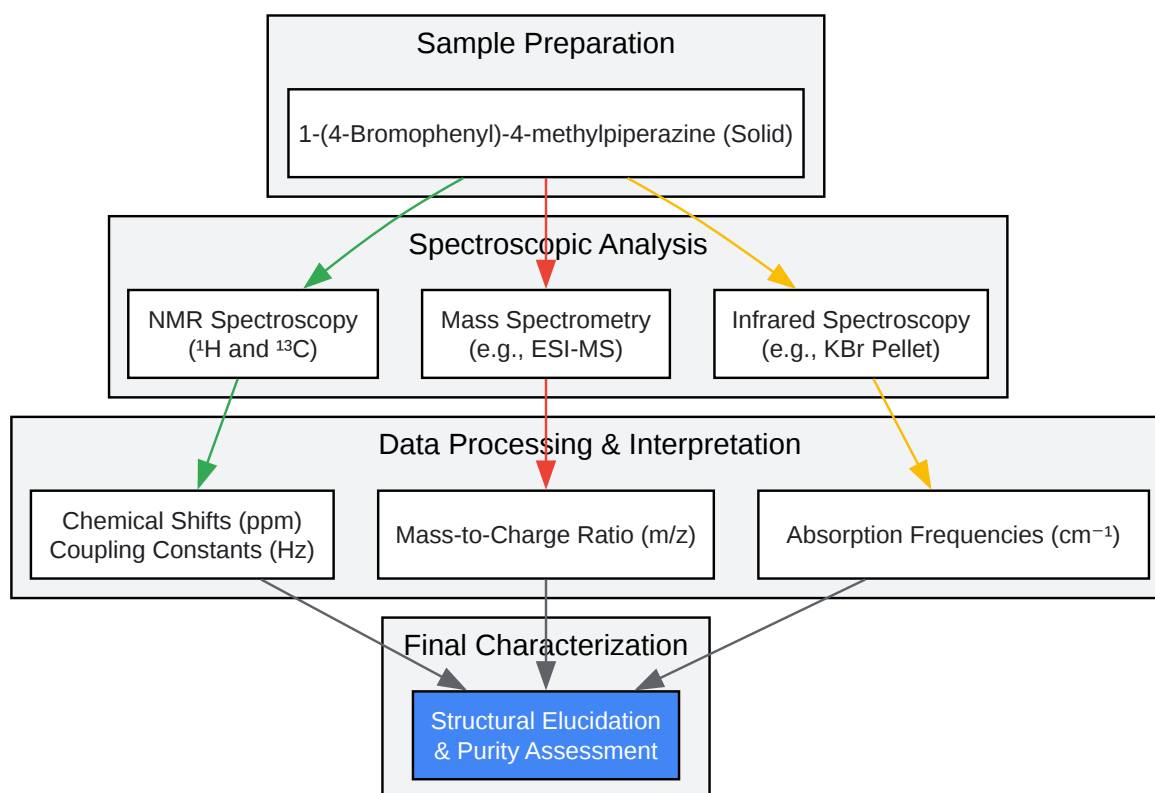 Sample Preparation
1-(4-Bromophenyl)-4-methylpiperazine (Solid)
Spectroscopic Analysis
NMR Spectroscopy
(¹H and ¹³C)
Mass Spectrometry
(e.g., ESI-MS)
Infrared Spectroscopy
(e.g., KBr Pellet)
Data Processing & Interpretation
Chemical Shifts (ppm)
Coupling Constants (Hz)
Mass-to-Charge Ratio (m/z)
Absorption Frequencies (cm⁻¹)
Final Characterization
Structural Elucidation
& Purity Assessment